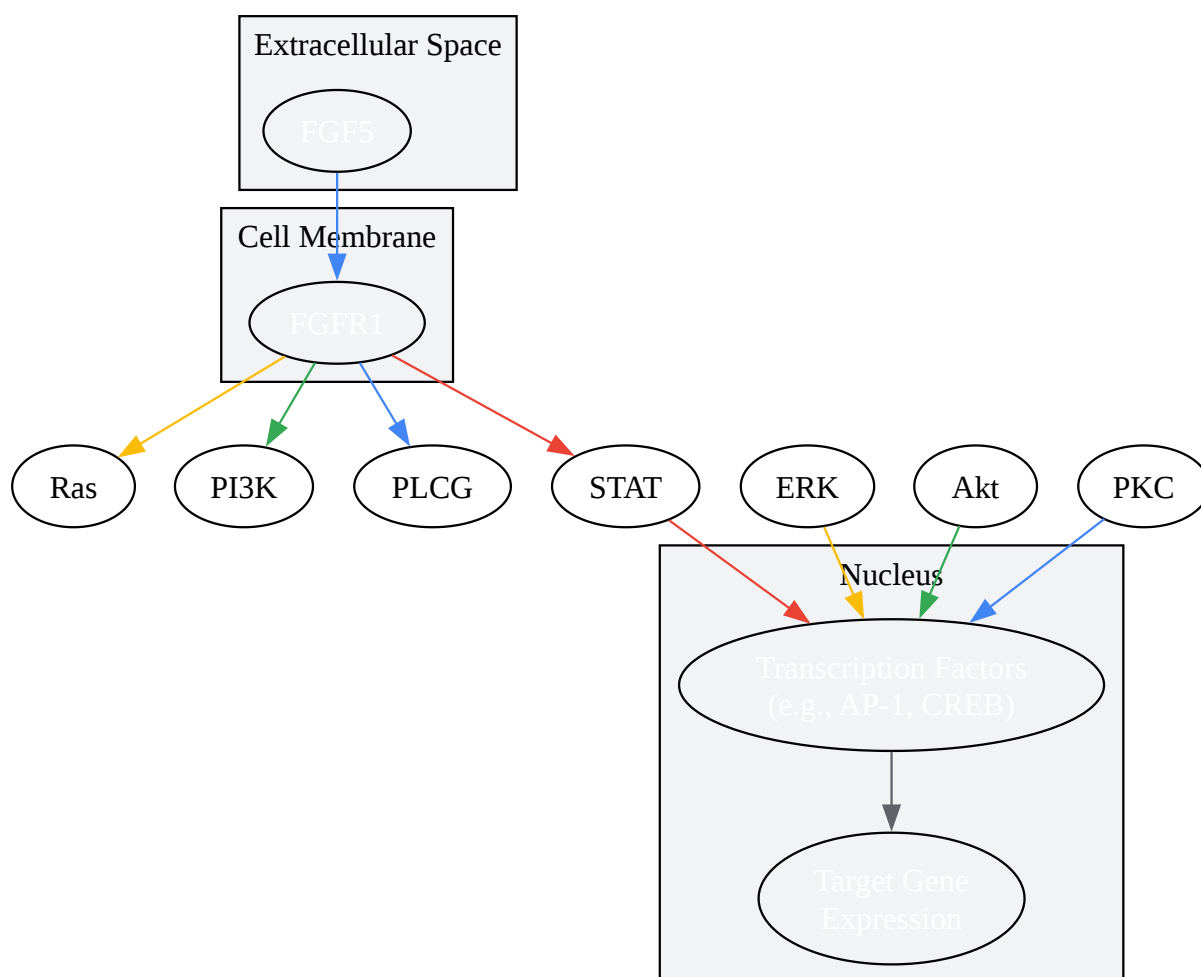 Extracellular Space
FGF5
Cell Membrane
FGFR1
Ras
PI3K
PLCG
STAT
ERK
Akt
PKC
Nucleus
Transcription Factors
(e.g., AP-1, CREB)
Target Gene
Expression